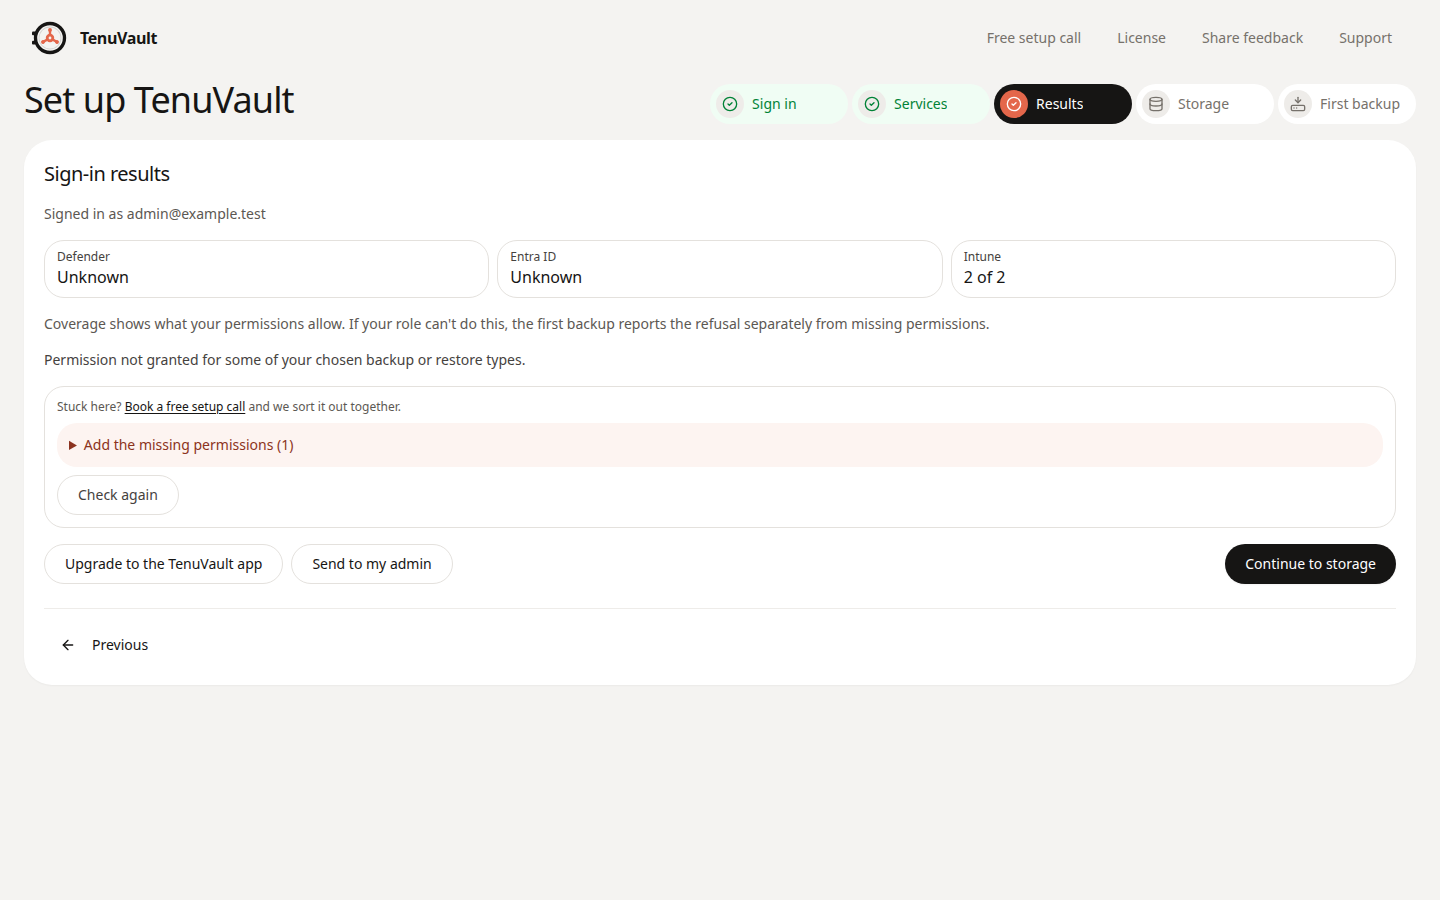 TenuVault
Free setup call
License
Share feedback
Support
Set up TenuVault
Sign in
Services
Results
Storage
First backup
Sign-in results
Signed in as admin@example.test
Defender
Unknown
Entra ID
Unknown
Intune
2 of 2
Coverage shows what your permissions allow. If your role can't do this, the first backup reports the refusal separately from missing permissions.
Permission not granted for some of your chosen backup or restore types.
Stuck here? Book a free setup call and we sort it out together.
Add the missing permissions (1)
Check again
Upgrade to the TenuVault app
Send to my admin
Continue to storage
Previous